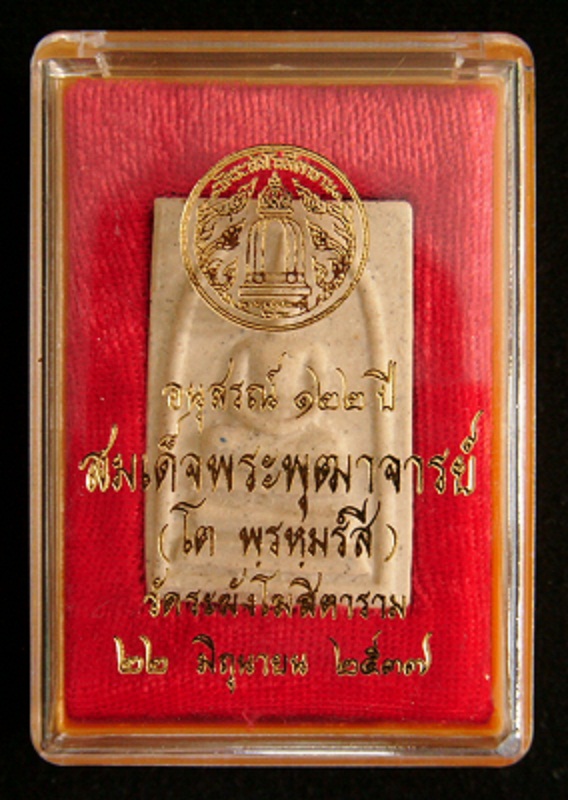 อนุสรณ์ ๑๒๒ ปี
สมเด็จพระพุฒาจารย์
(โต พฺรหฺมรํสี)
วัดระฆังโฆสิตาราม
๒๒ มิถุนายน ๒๕๓๗